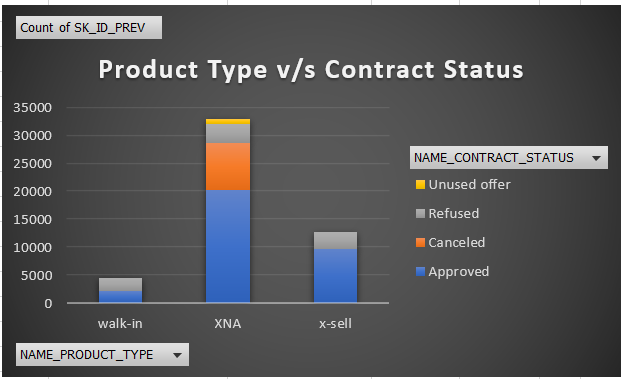 Count of SK_ID_PREV
Product Type v/s Contract Status
35000
30000
25000
20000
15000
10000
5000
0
walk-in XNA x-sell
NAME_CONTRACT_STATUS
Unused offer
Refused
Canceled
Approved
NAME_PRODUCT_TYPE